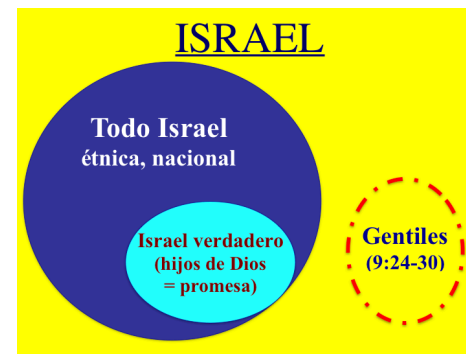 ISRAEL
Todo Israel
étnica, nacional
Israel verdadero
(hijos de Dios
= promesa)
Gentiles
(9:24-30)